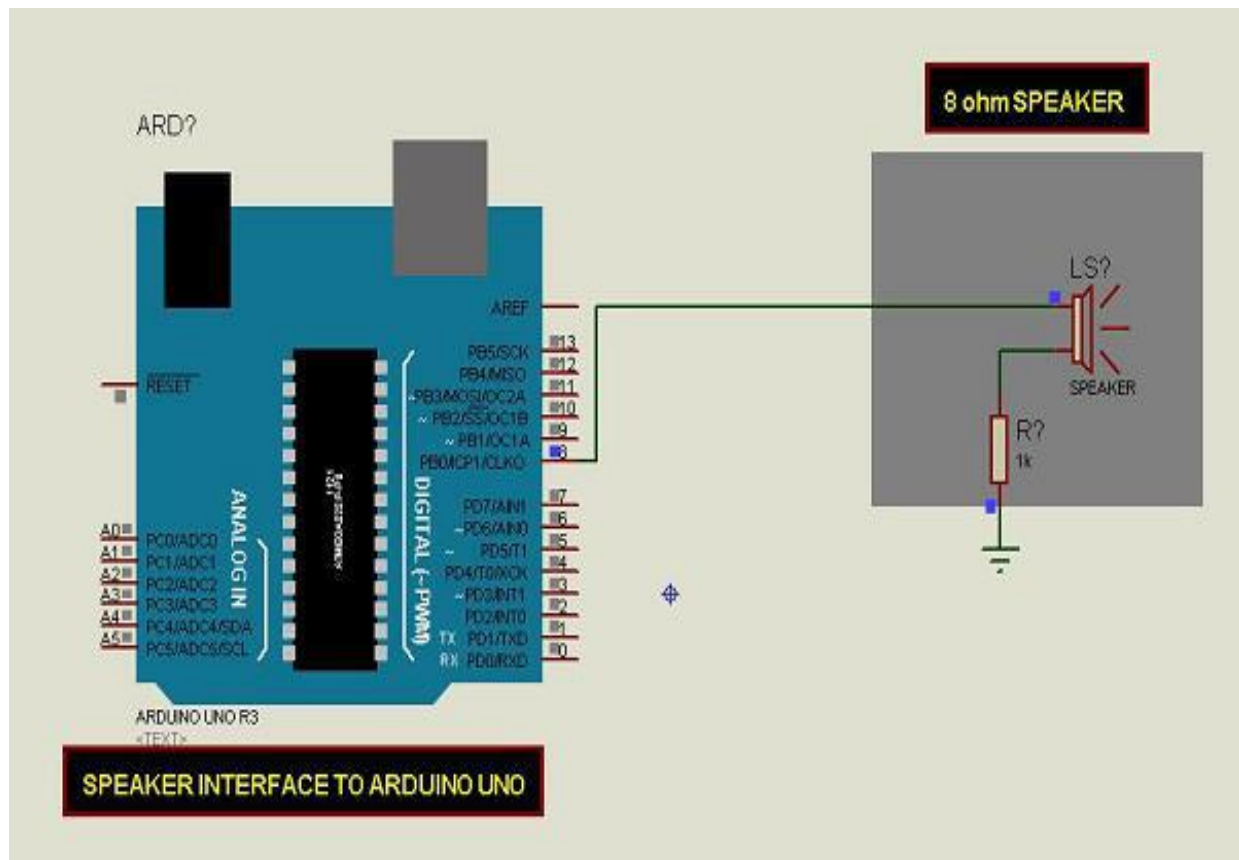 8 ohm SPEAKER
ARD?
LS?
SPEAKER
R?
1k
AREF
13
PB5/SCK
12
PB4/MISO
11
~PB3/MOSI/OC2A
10
~ PB2/SS/OC1B
9
~ PB1/OC1A
8
PB0/ICP1/CLKO
7
PD7/AIN1
6
~PD6/AIN0
5
~ PD5/T1
4
PD4/T0/XCK
3
~PD3/INT1
2
PD2/INT0
1
TX PD1/TXD
0
RX PD0/RXD
RESET
DIGITAL (~PWM)
ANALOG IN
A0
PC0/ADC0
A1
PC1/ADC1
A2
PC2/ADC2
A3
PC3/ADC3
A4
PC4/ADC4/SDA
A5
PC5/ADC5/SCL
ARDUINO UNO R3
<TEXT>
SPEAKER INTERFACE TO ARDUINO UNO